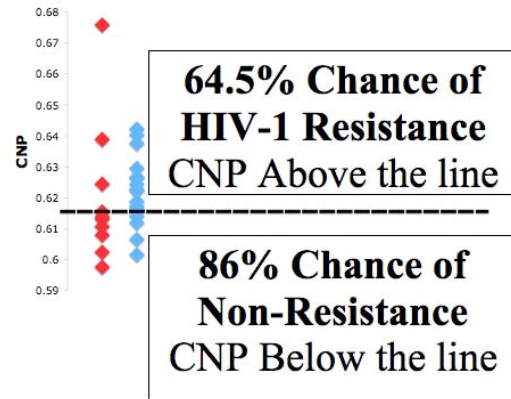 0.68
0.67
0.66
0.65
0.64
0.63
0.62
0.61
0.6
0.59
CNP
64.5% Chance of
HIV-1 Resistance
CNP Above the line
86% Chance of
Non-Resistance
CNP Below the line